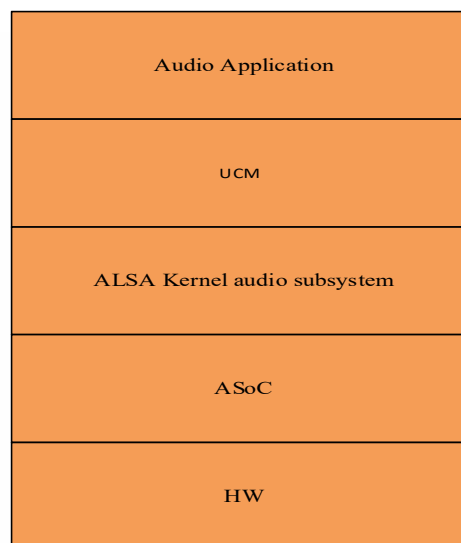 Audio Application
UCM
ALSA Kernel audio subsystem
ASoC
HW